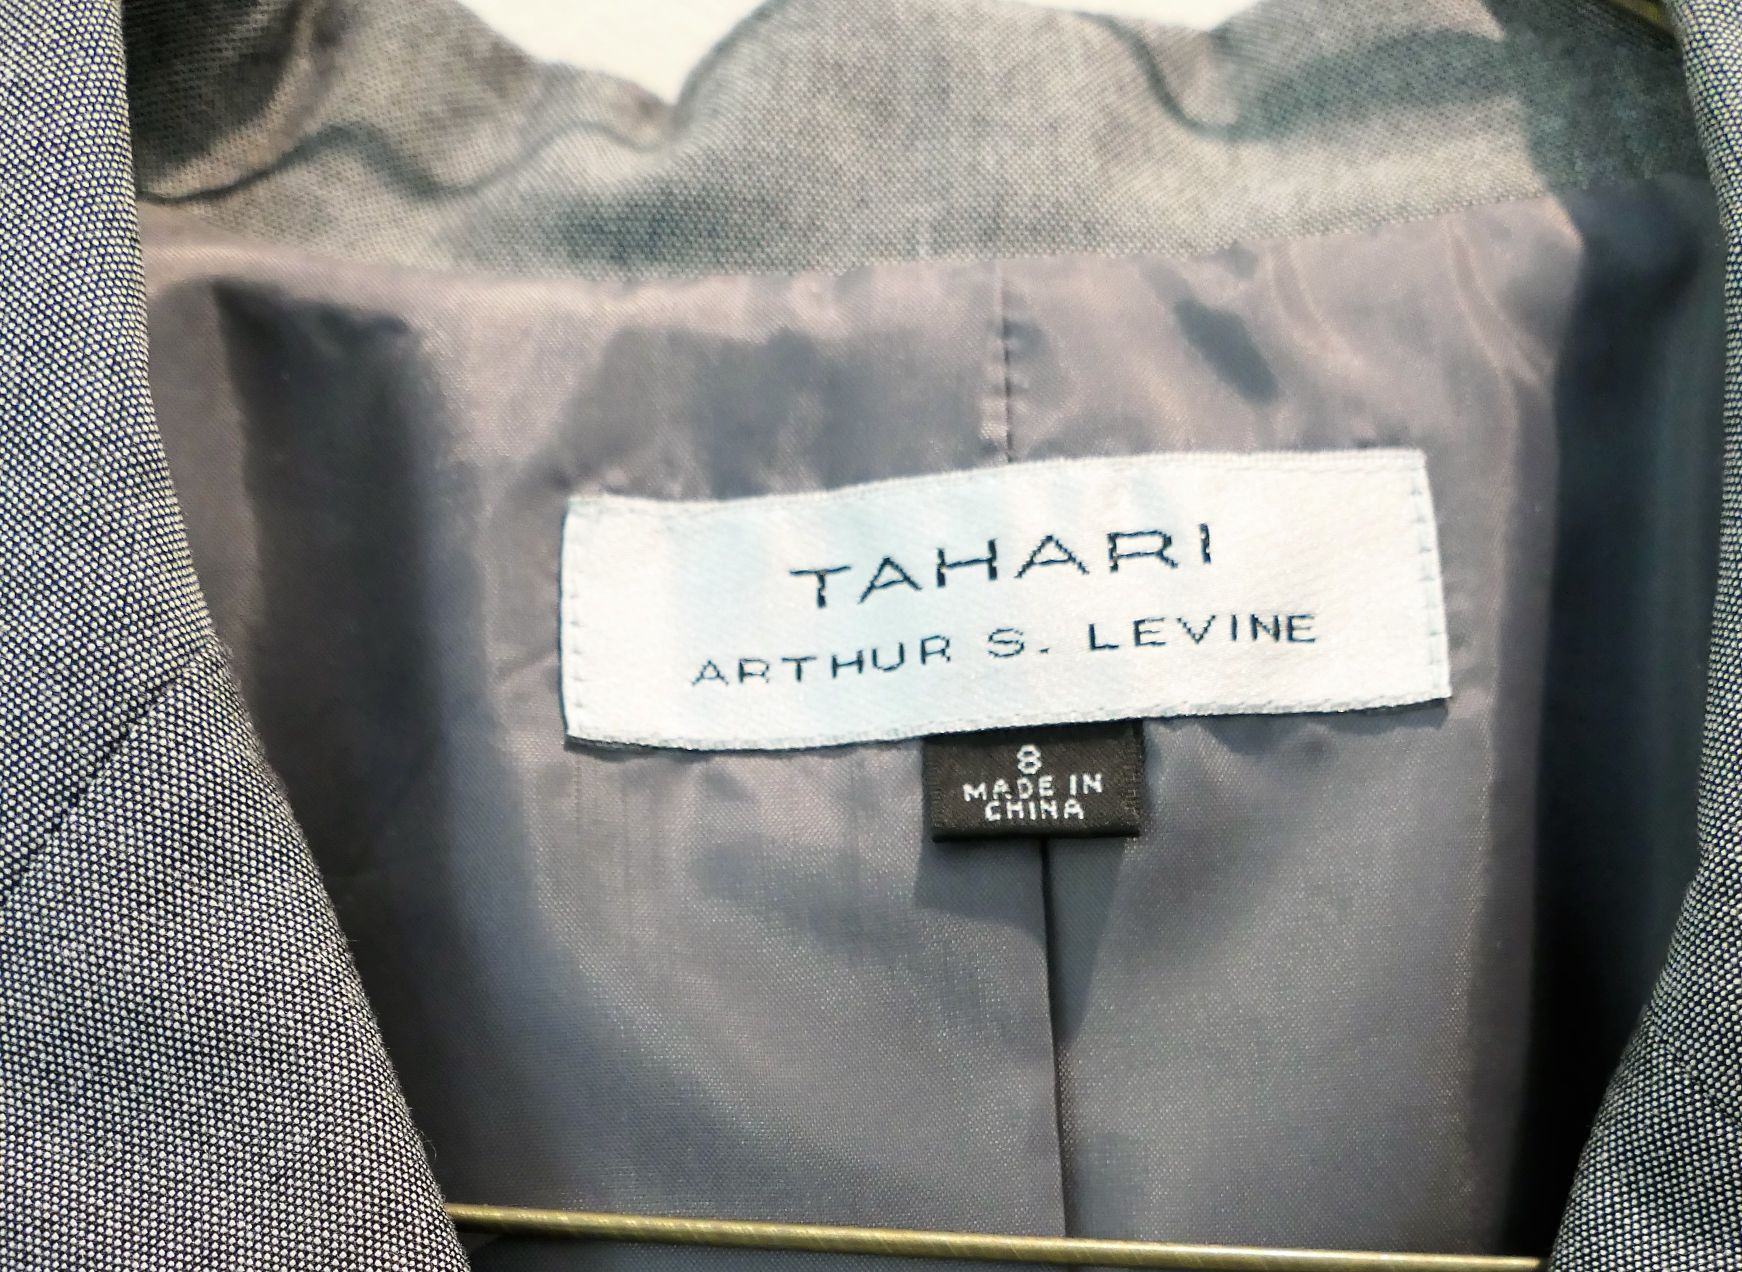 TAHARI
ARTHUR S. LEVINE
8
MADE IN
CHINA